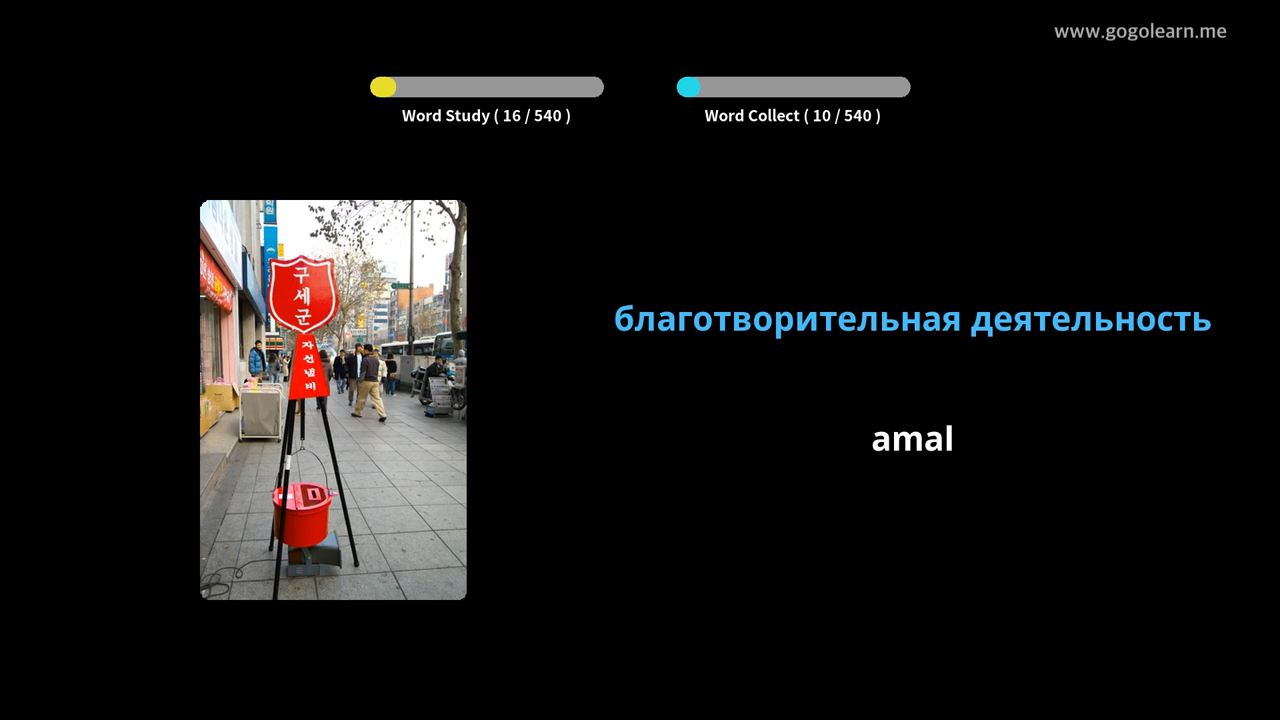 www.gogolearn.me
Word Study ( 16 / 540 )
Word Collect ( 10 / 540 )
구
세
군
자
선
냄
비
благотворительная деятельность
amal